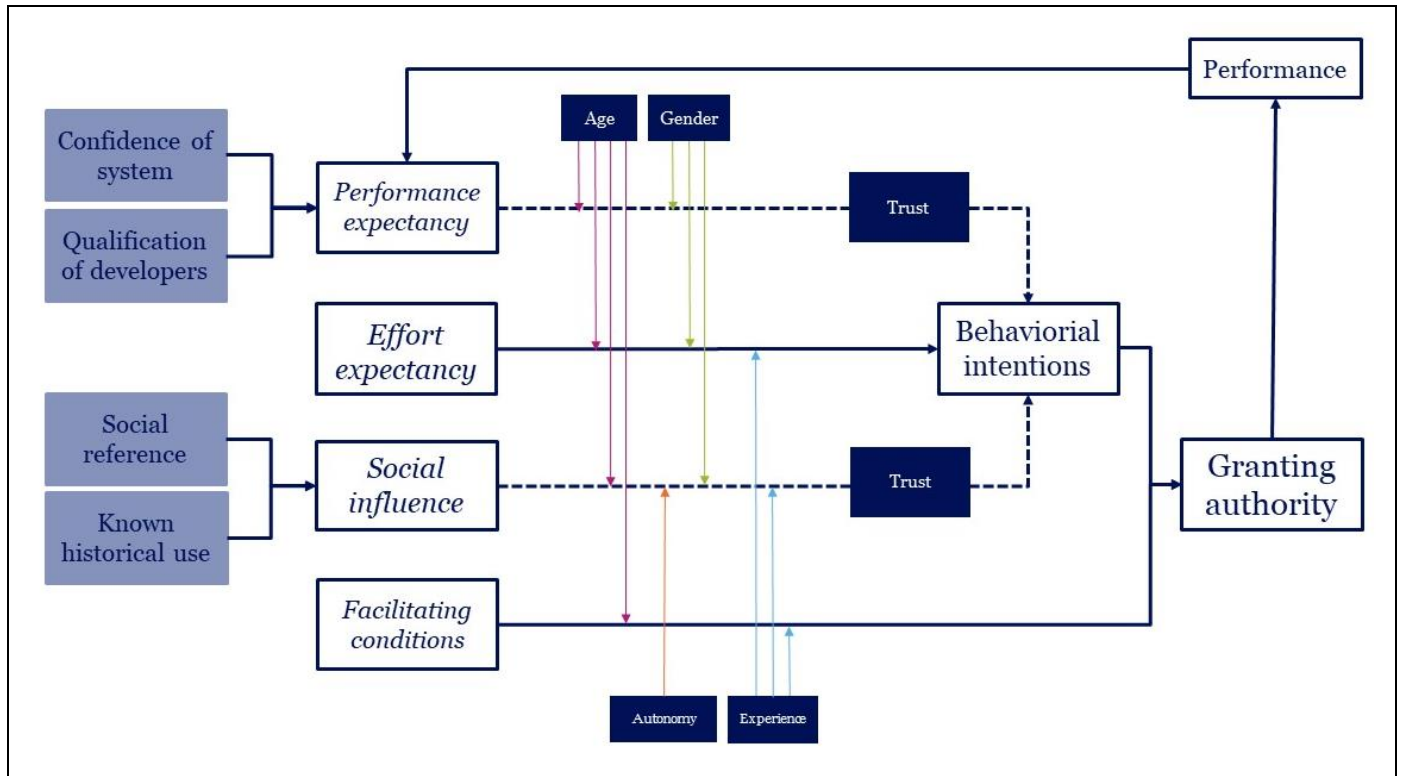 Performance
Age
Gender
Confidence of
system
Performance
expectancy
Trust
Qualification
of developers
Effort
expectancy
Behaviorial
intentions
Social
reference
Social
influence
Trust
Granting
authority
Known
historical use
Facilitating
conditions
Autonomy
Experience